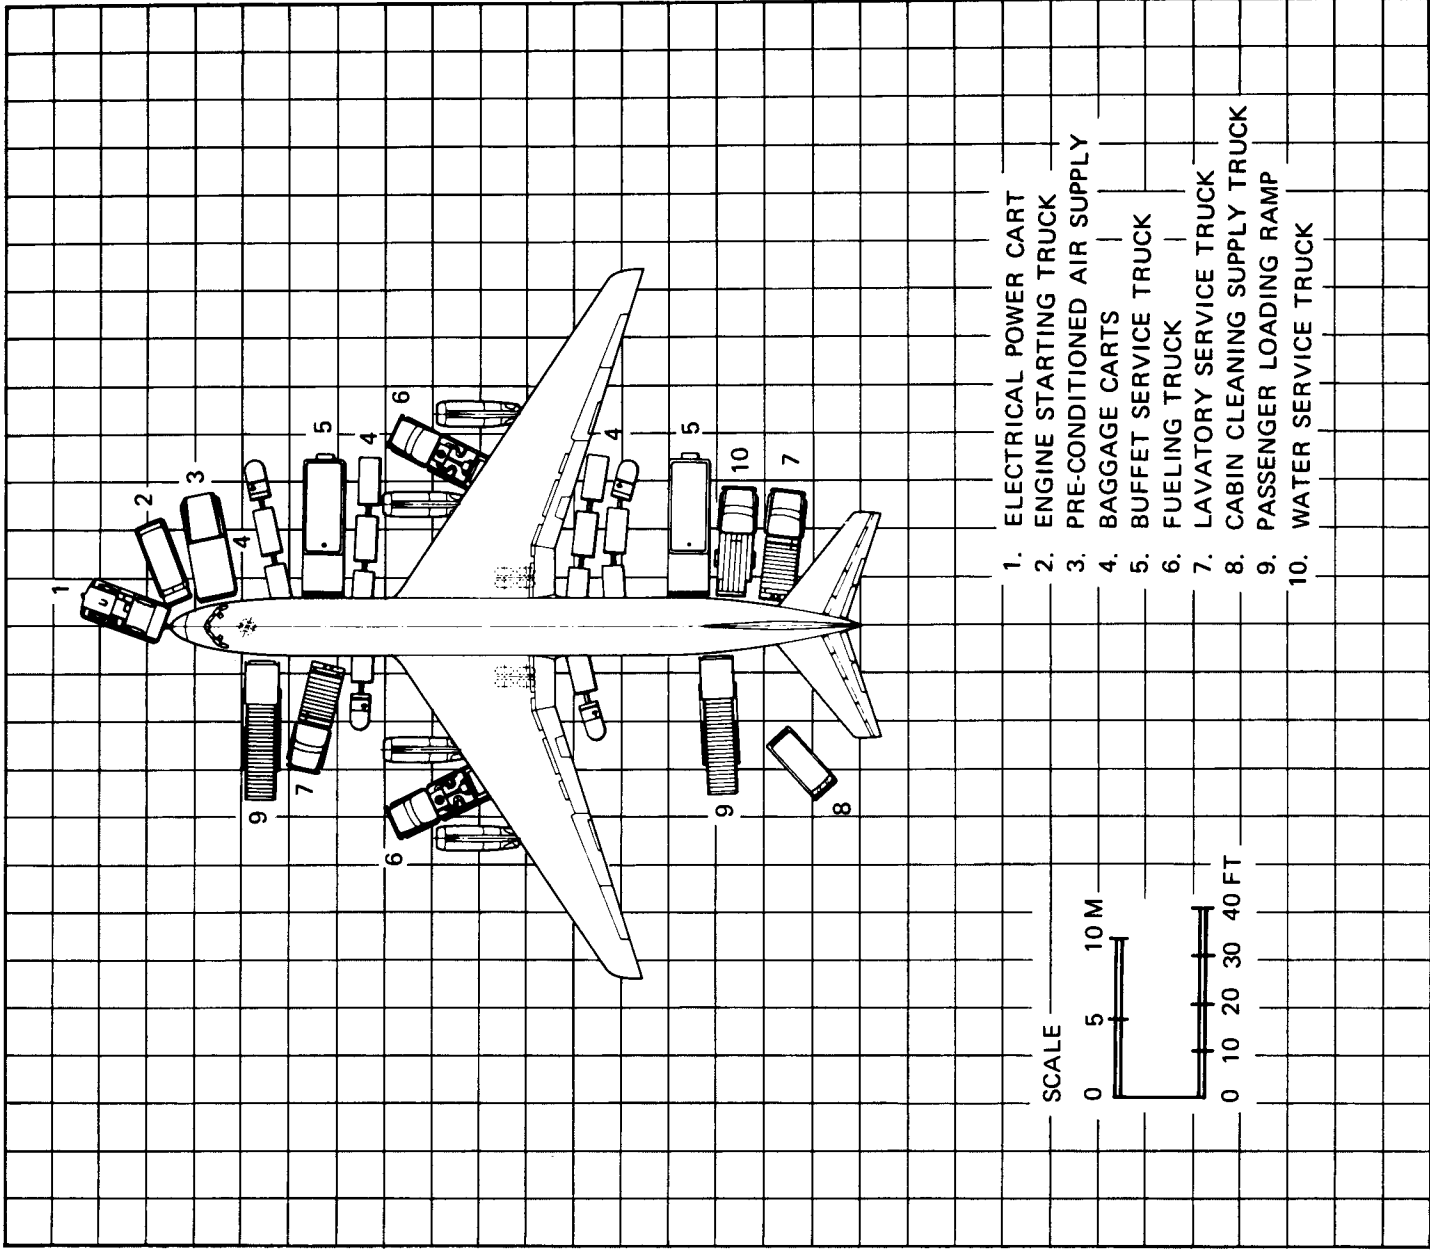 1
2
3
4
5
4
6
4
5
10
7
9
7
6
9
8
1. ELECTRICAL POWER CART
2. ENGINE STARTING TRUCK
3. PRE-CONDITIONED AIR SUPPLY
4. BAGGAGE CARTS
5. BUFFET SERVICE TRUCK
6. FUELING TRUCK
7. LAVATORY SERVICE TRUCK
8. CABIN CLEANING SUPPLY TRUCK
9. PASSENGER LOADING RAMP
10. WATER SERVICE TRUCK
SCALE
0 5 10 M
0 10 20 30 40 FT